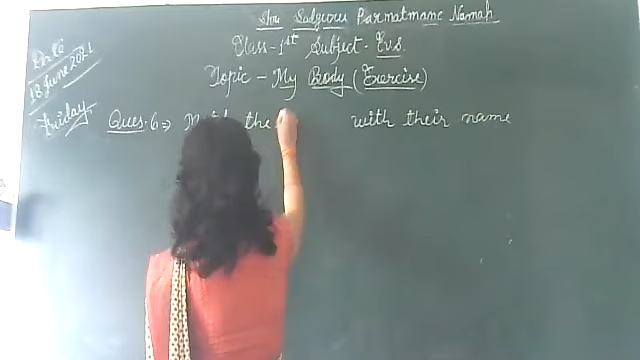 Shri Sadguruve Parmatmane Namah
Class-1st Subject-Evs.
Topic - My Body (Exercise)
Date
18 June 2021
Friday
Ques.6⇒ the with their name